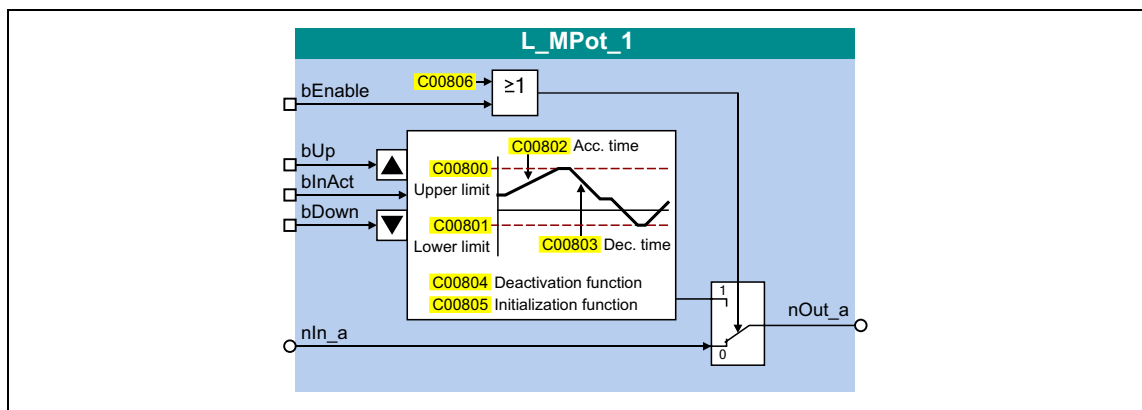 L_MPot_1
C00806
≥1
bEnable
C00802 Acc. time
bUp
C00800
Upper limit
bInAct
bDown
C00801
Lower limit
C00803 Dec. time
C00804 Deactivation function
C00805 Initialization function
1
nOut_a
nIn_a
0